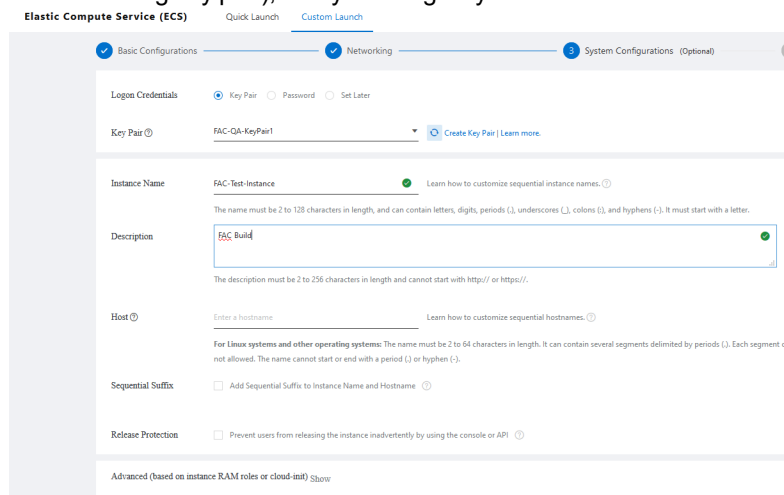 Elastic Compute Service (ECS) Quick Launch Custom Launch
Basic Configurations Networking 3 System Configurations (Optional)
Logon Credentials Key Pair Password Set Later
Key Pair FAC-QA-KeyPair1 Create Key Pair | Learn more.
Instance Name FAC-Test-Instance Learn how to customize sequential instance names.
The name must be 2 to 128 characters in length, and can contain letters, digits, periods (.), underscores (_), colons (:), and hyphens (-). It must start with a letter.
Description FAC Build
The description must be 2 to 256 characters in length and cannot start with http:// or https://.
Host Enter a hostname Learn how to customize sequential hostnames.
For Linux systems and other operating systems: The name must be 2 to 64 characters in length. It can contain several segments delimited by periods (.). Each segment
not allowed. The name cannot start or end with a period (.) or hyphen (-).
Sequential Suffix Add Sequential Suffix to Instance Name and Hostname
Release Protection Prevent users from releasing the instance inadvertently by using the console or API
Advanced (based on instance RAM roles or cloud-init) Show